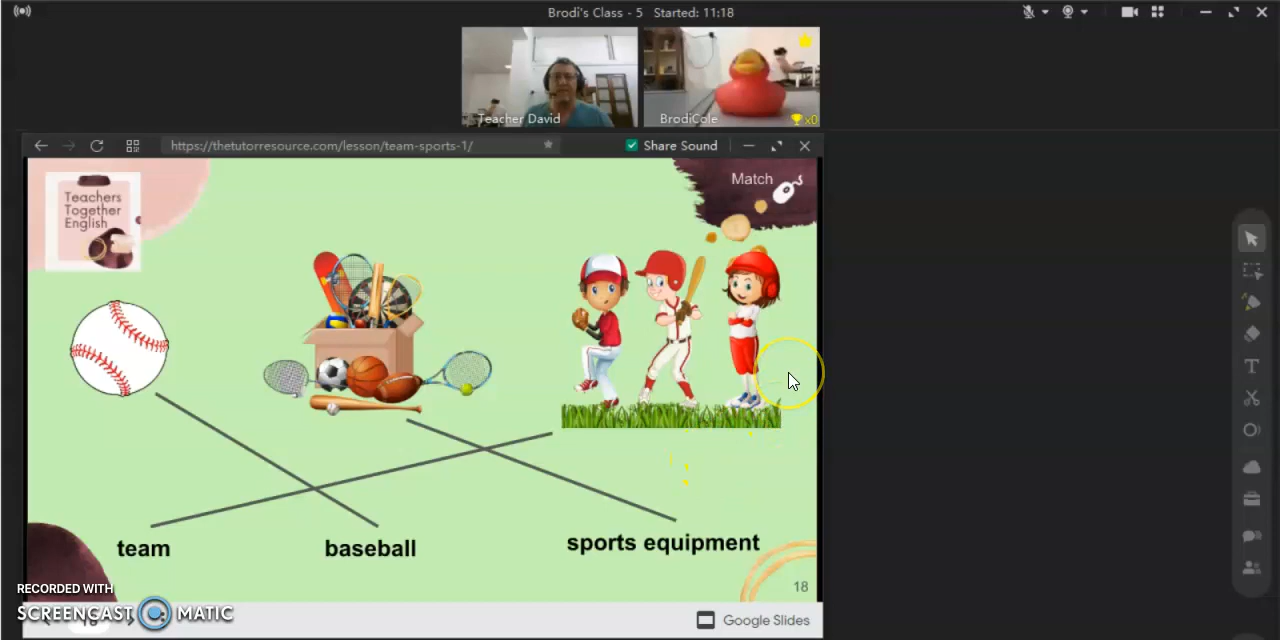 Brodi's Class - 5 Started: 11:18
Teacher David
BrodiCole
x0
https://thetutorresource.com/lesson/team-sports-1/
Share Sound
Teachers
Together
English
Match
team
baseball
sports equipment
18
RECORDED WITH
SCREENCAST MATIC
Google Slides